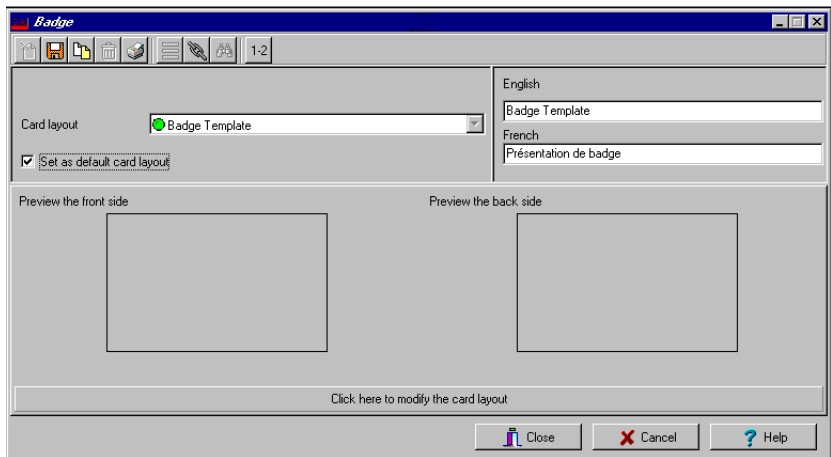 Badge
1-2
English
Badge Template
Card layout
Badge Template
French
Présentation de badge
Set as default card layout
Preview the front side
Preview the back side
Click here to modify the card layout
Close
Cancel
? Help